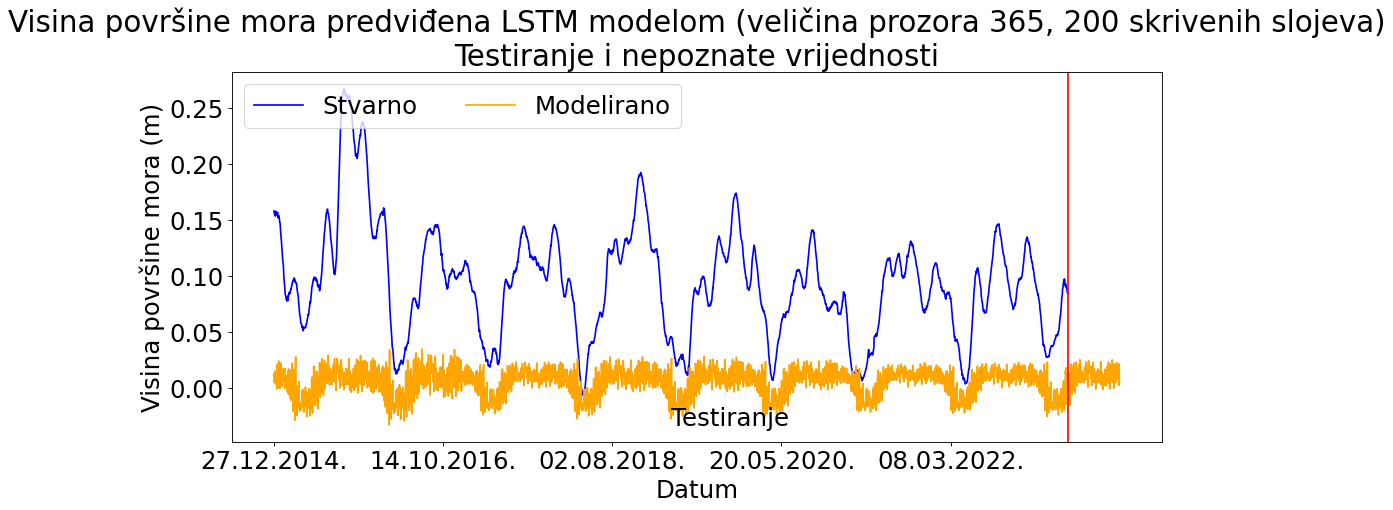 Visina površine mora predviđena LSTM modelom (veličina prozora 365, 200 skrivenih slojeva)
Testiranje i nepoznate vrijednosti
Stvarno Modelirano
Visina površine mora (m)
0.25
0.20
0.15
0.10
0.05
0.00
Testiranje
27.12.2014. 14.10.2016. 02.08.2018. 20.05.2020. 08.03.2022.
Datum